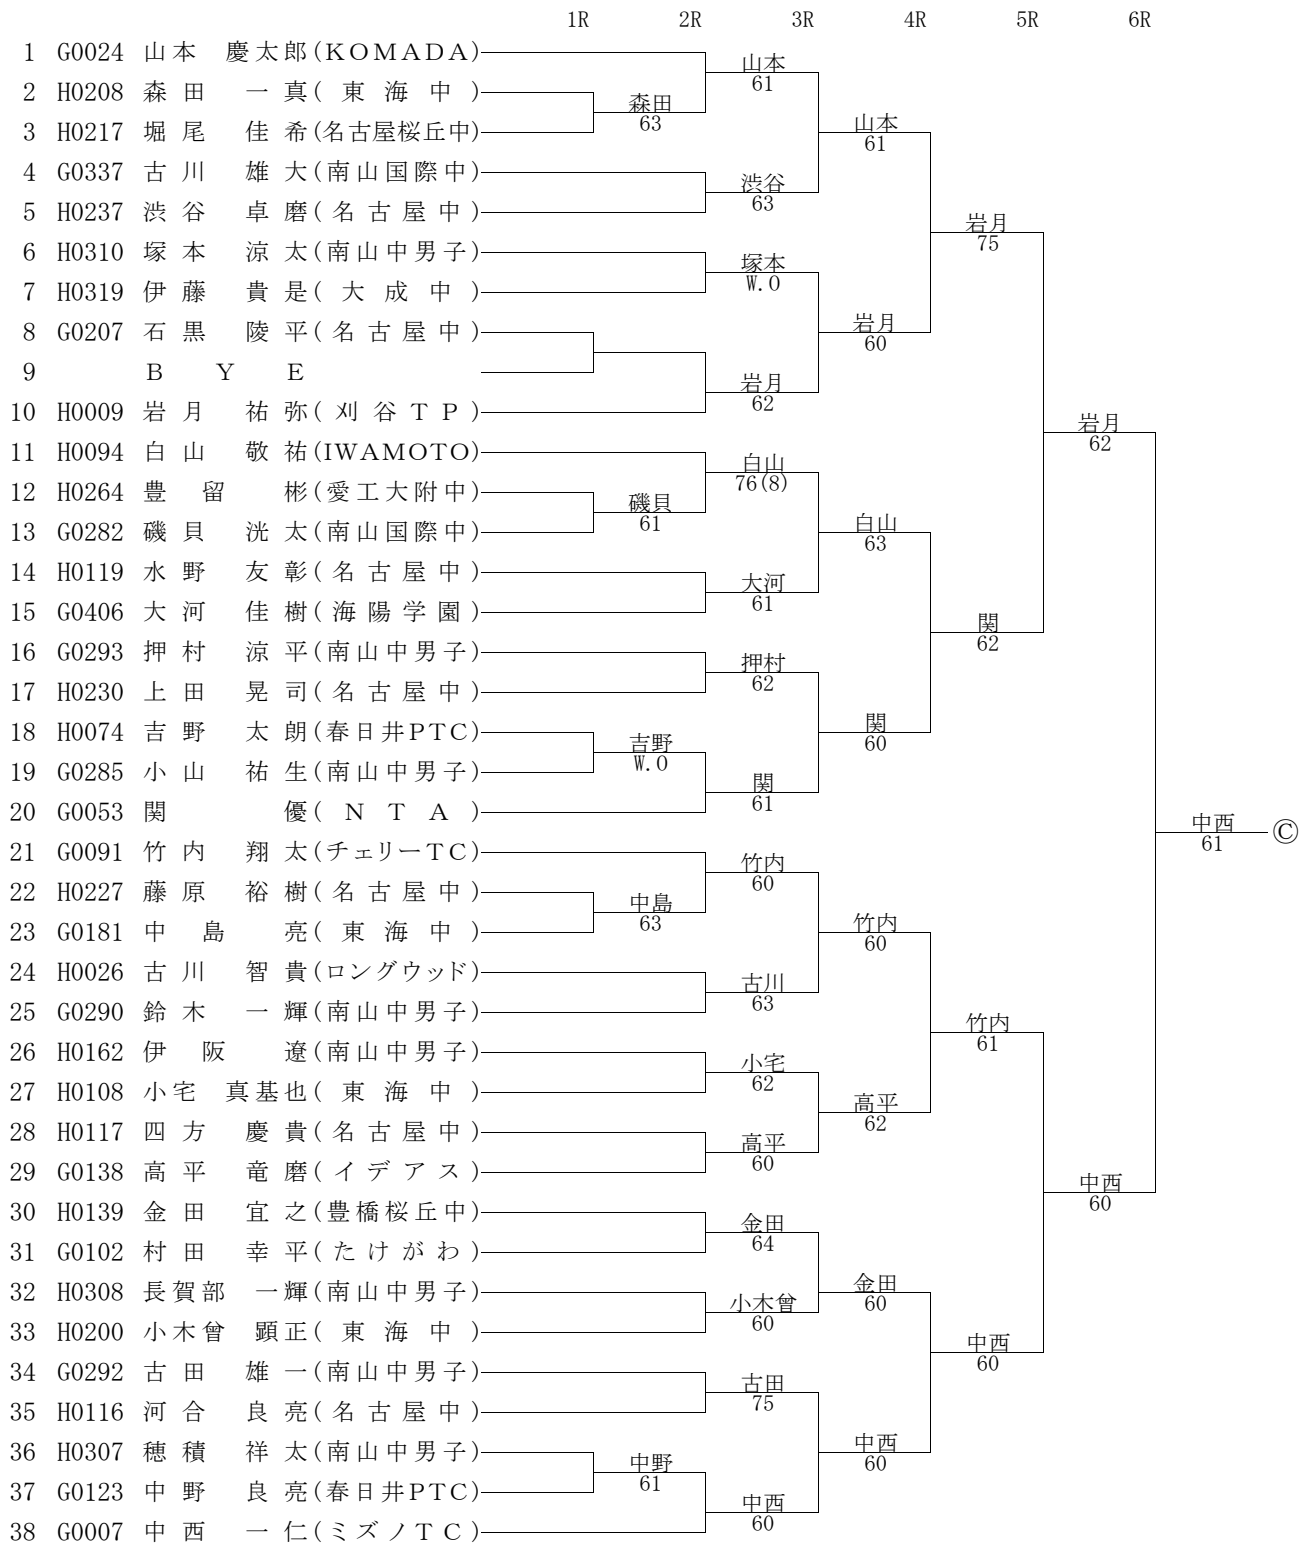 1R 2R 3R 4R 5R 6R
1 G0024 山本 慶太郎(KOMADA)
山本
61
2 H0208 森田 一真(東海中)
森田
63
3 H0217 堀尾 佳希(名古屋桜丘中)
山本
61
4 G0337 古川 雄大(南山国際中)
渋谷
63
5 H0237 渋谷 卓磨(名古屋中)
岩月
75
6 H0310 塚本 涼太(南山中男子)
塚本
W.0
7 H0319 伊藤 貴是(大成中)
8 G0207 石黒 陵平(名古屋中)
岩月
60
9 BYE
岩月
62
10 H0009 岩月 祐弥(刈谷TP)
岩月
62
11 H0094 白山 敬祐(IWAMOTO)
白山
76(8)
12 H0264 豊留 彬(愛工大附中)
磯貝
61
13 G0282 磯貝 洸太(南山国際中)
白山
63
14 H0119 水野 友彰(名古屋中)
大河
61
15 G0406 大河 佳樹(海陽学園)
関
62
16 G0293 押村 涼平(南山中男子)
押村
62
17 H0230 上田 晃司(名古屋中)
18 H0074 吉野 太朗(春日井PTC)
関
60
吉野
W.0
19 G0285 小山 祐生(南山中男子)
関
61
20 G0053 関 優(NTA)
中西
61
Ⓒ
21 G0091 竹内 翔太(チェリーTC)
竹内
60
22 H0227 藤原 裕樹(名古屋中)
中島
63
23 G0181 中島 亮(東海中)
竹内
60
24 H0026 古川 智貴(ロングウッド)
古川
63
25 G0290 鈴木 一輝(南山中男子)
竹内
61
26 H0162 伊阪 遼(南山中男子)
小宅
62
27 H0108 小宅 真基也(東海中)
高平
62
28 H0117 四方 慶貴(名古屋中)
高平
60
29 G0138 高平 竜磨(イデアス)
中西
60
30 H0139 金田 宜之(豊橋桜丘中)
金田
64
31 G0102 村田 幸平(たけがわ)
32 H0308 長賀部 一輝(南山中男子)
金田
60
小木曾
60
33 H0200 小木曾 顕正(東海中)
中西
60
34 G0292 古田 雄一(南山中男子)
古田
75
35 H0116 河合 良亮(名古屋中)
中西
60
36 H0307 穂積 祥太(南山中男子)
中野
61
37 G0123 中野 良亮(春日井PTC)
中西
60
38 G0007 中西 一仁(ミズノTC)